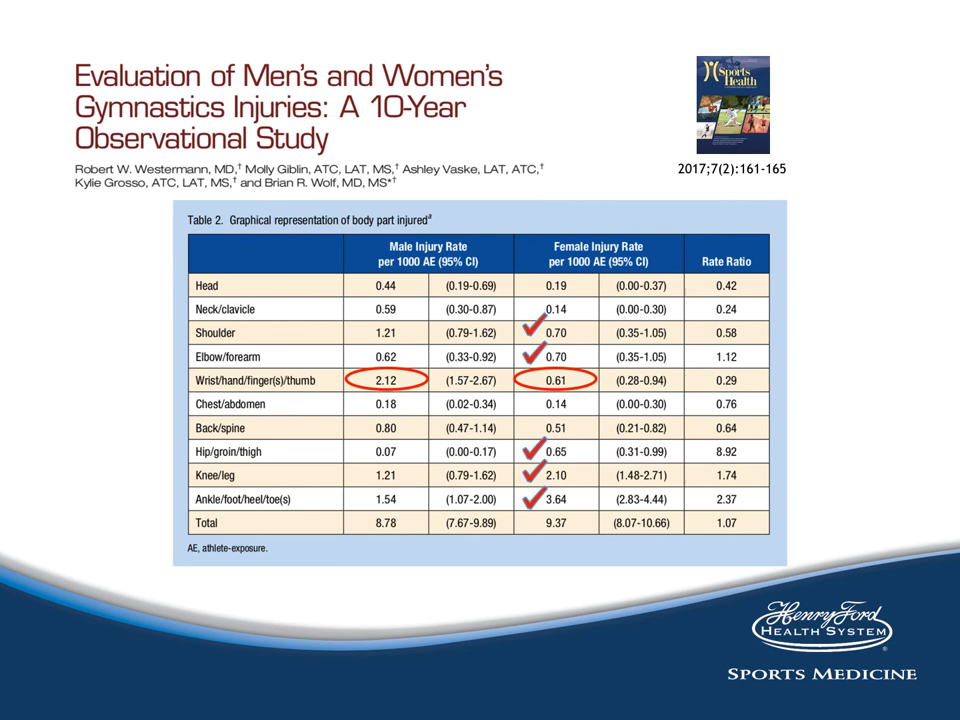 Evaluation of Men's and Women's
Gymnastics Injuries: A 10-Year
Observational Study
Robert W. Westermann, MD,† Molly Giblin, ATC, LAT, MS,† Ashley Vaske, LAT, ATC,†
Kylie Grosso, ATC, LAT, MS,† and Brian R. Wolf, MD, MS*†
Sports
Health
2017;7(2):161-165
Table 2. Graphical representation of body part injured^a
Male Injury Rate Female Injury Rate
per 1000 AE (95% CI) per 1000 AE (95% CI) Rate Ratio
Head 0.44 (0.19-0.69) 0.19 (0.00-0.37) 0.42
Neck/clavicle 0.59 (0.30-0.87) 0.14 (0.00-0.30) 0.24
Shoulder 1.21 (0.79-1.62) 0.70 (0.35-1.05) 0.58
Elbow/forearm 0.62 (0.33-0.92) 0.70 (0.35-1.05) 1.12
Wrist/hand/finger(s)/thumb 2.12 (1.57-2.67) 0.61 (0.28-0.94) 0.29
Chest/abdomen 0.18 (0.02-0.34) 0.14 (0.00-0.30) 0.76
Back/spine 0.80 (0.47-1.14) 0.51 (0.21-0.82) 0.64
Hip/groin/thigh 0.07 (0.00-0.17) 0.65 (0.31-0.99) 8.92
Knee/leg 1.21 (0.79-1.62) 2.10 (1.48-2.71) 1.74
Ankle/foot/heel/toe(s) 1.54 (1.07-2.00) 3.64 (2.83-4.44) 2.37
Total 8.78 (7.67-9.89) 9.37 (8.07-10.66) 1.07
AE, athlete-exposure.
Henry Ford
HEALTH SYSTEM
®
SPORTS MEDICINE